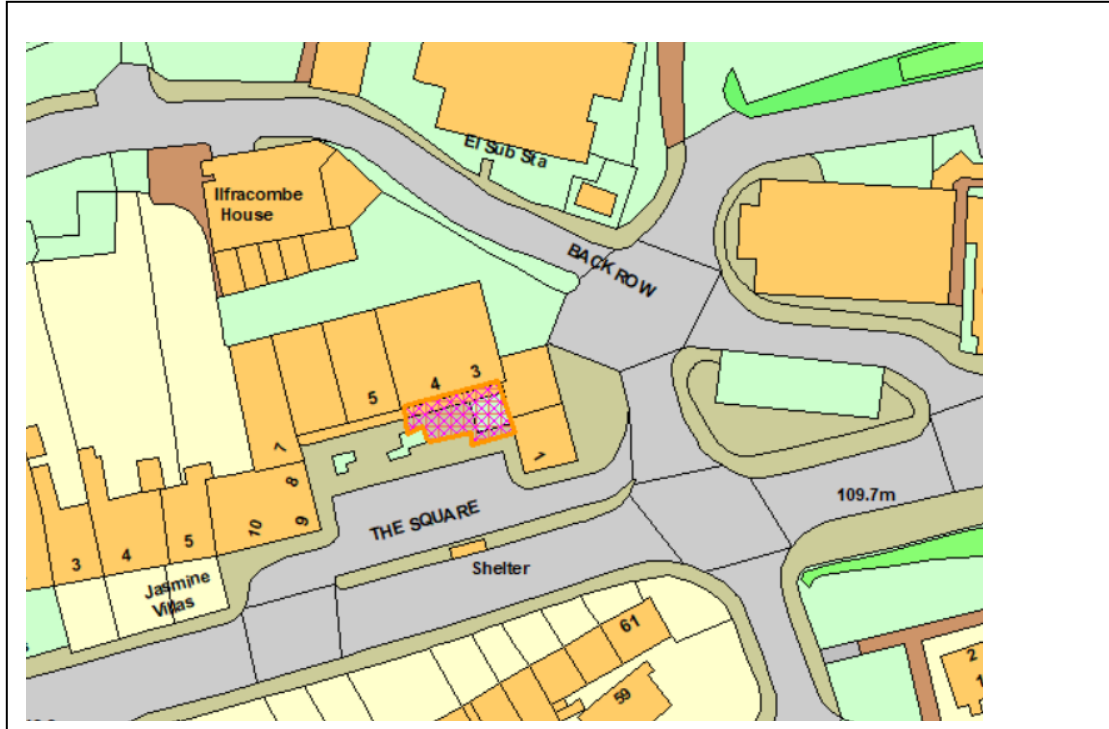 El Sub Sta
Ilfracombe
House
BACK ROW
3
4
5
7
1
8
109.7m
10
9
THE SQUARE
5
4
3
Shelter
Jasmine
Villas
61
2
59